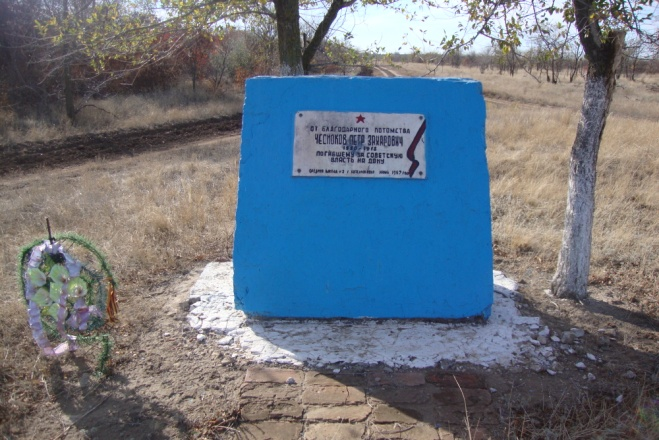 ОТ БЛАГОДАРНОГО ПОТОМСТВА
ЧЕСНОКОВ ПЕТР ЗАХАРОВИЧ
ПОГИБШЕМУ ЗА СОВЕТСКУЮ
ВЛАСТЬ НА ДОНУ